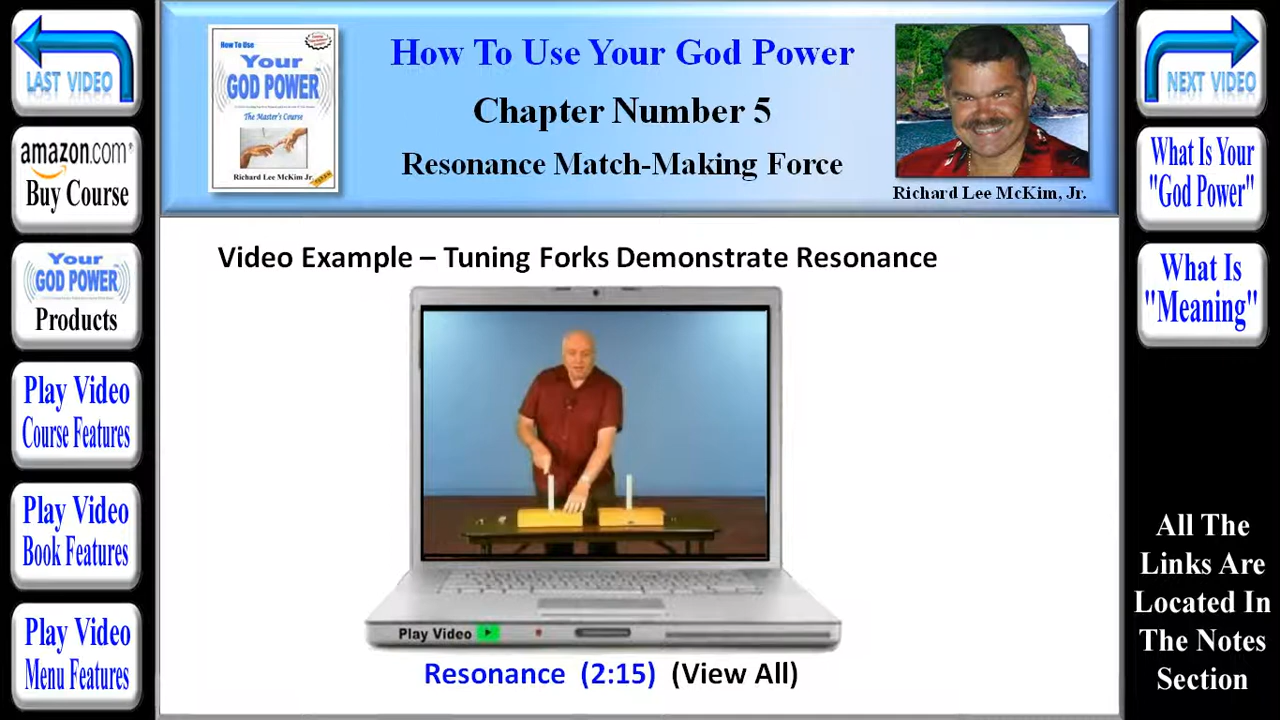 LAST VIDEO
amazon.com
Buy Course
Your
GOD POWER™
Products
Play Video
Course Features
Play Video
Book Features
Play Video
Menu Features
How To Use
Your
GOD POWER™
The Master's Course
Richard Lee McKim Jr.
How To Use Your God Power
Chapter Number 5
Resonance Match-Making Force
Richard Lee McKim, Jr.
Video Example – Tuning Forks Demonstrate Resonance
Play Video
Resonance (2:15) (View All)
NEXT VIDEO
What Is Your
"God Power"
What Is
"Meaning"
All The
Links Are
Located In
The Notes
Section